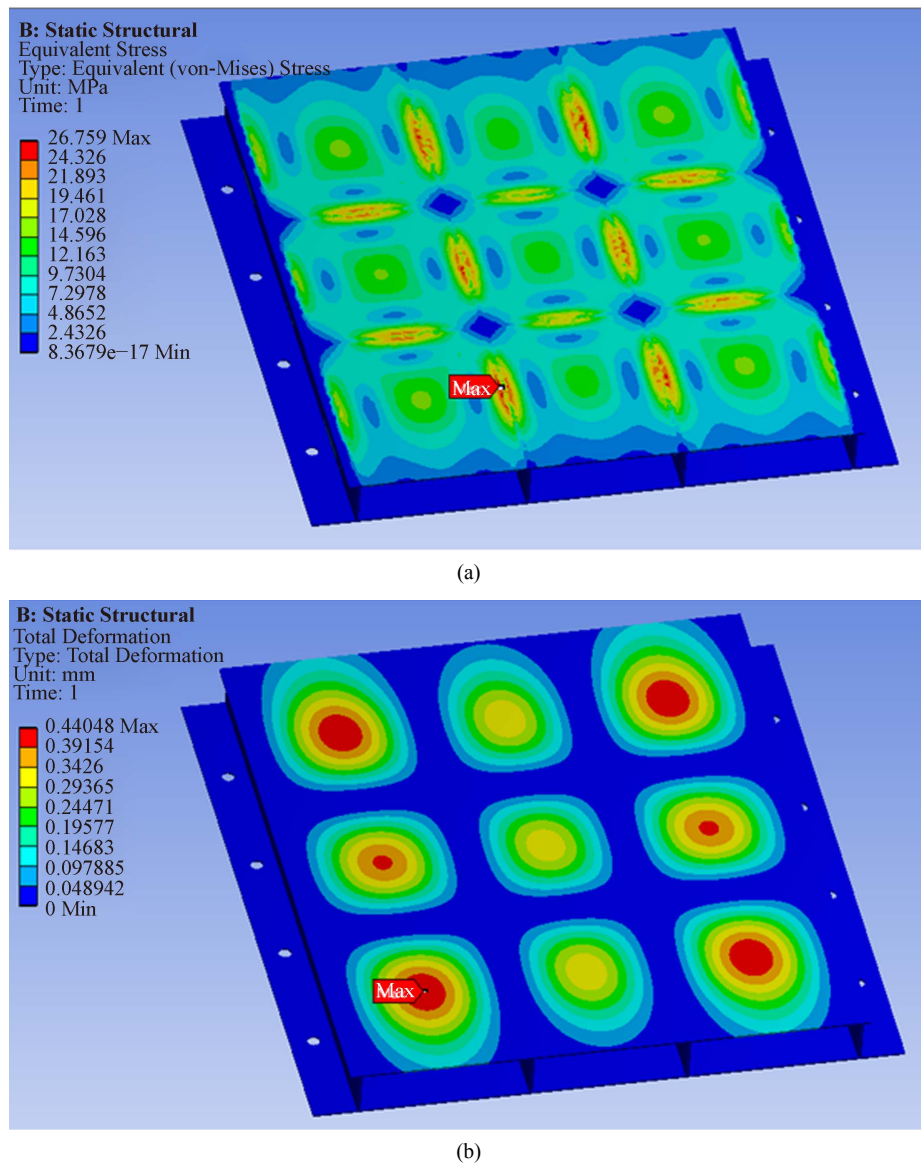 B: Static Structural
Equivalent Stress
Type: Equivalent (von-Mises) Stress
Unit: MPa
Time: 1
26.759 Max
24.326
21.893
19.461
17.028
14.596
12.163
9.7304
7.2978
4.8652
2.4326
8.3679e−17 Min
Max
(a)
B: Static Structural
Total Deformation
Type: Total Deformation
Unit: mm
Time: 1
0.44048 Max
0.39154
0.3426
0.29365
0.24471
0.19577
0.14683
0.097885
0.048942
0 Min
Max
(b)